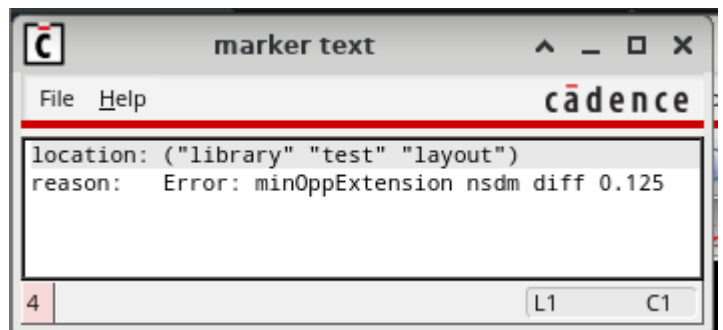 marker text
File Help
cādence
location: ("library" "test" "layout")
reason: Error: minOppExtension nsdm diff 0.125
4
L1 C1